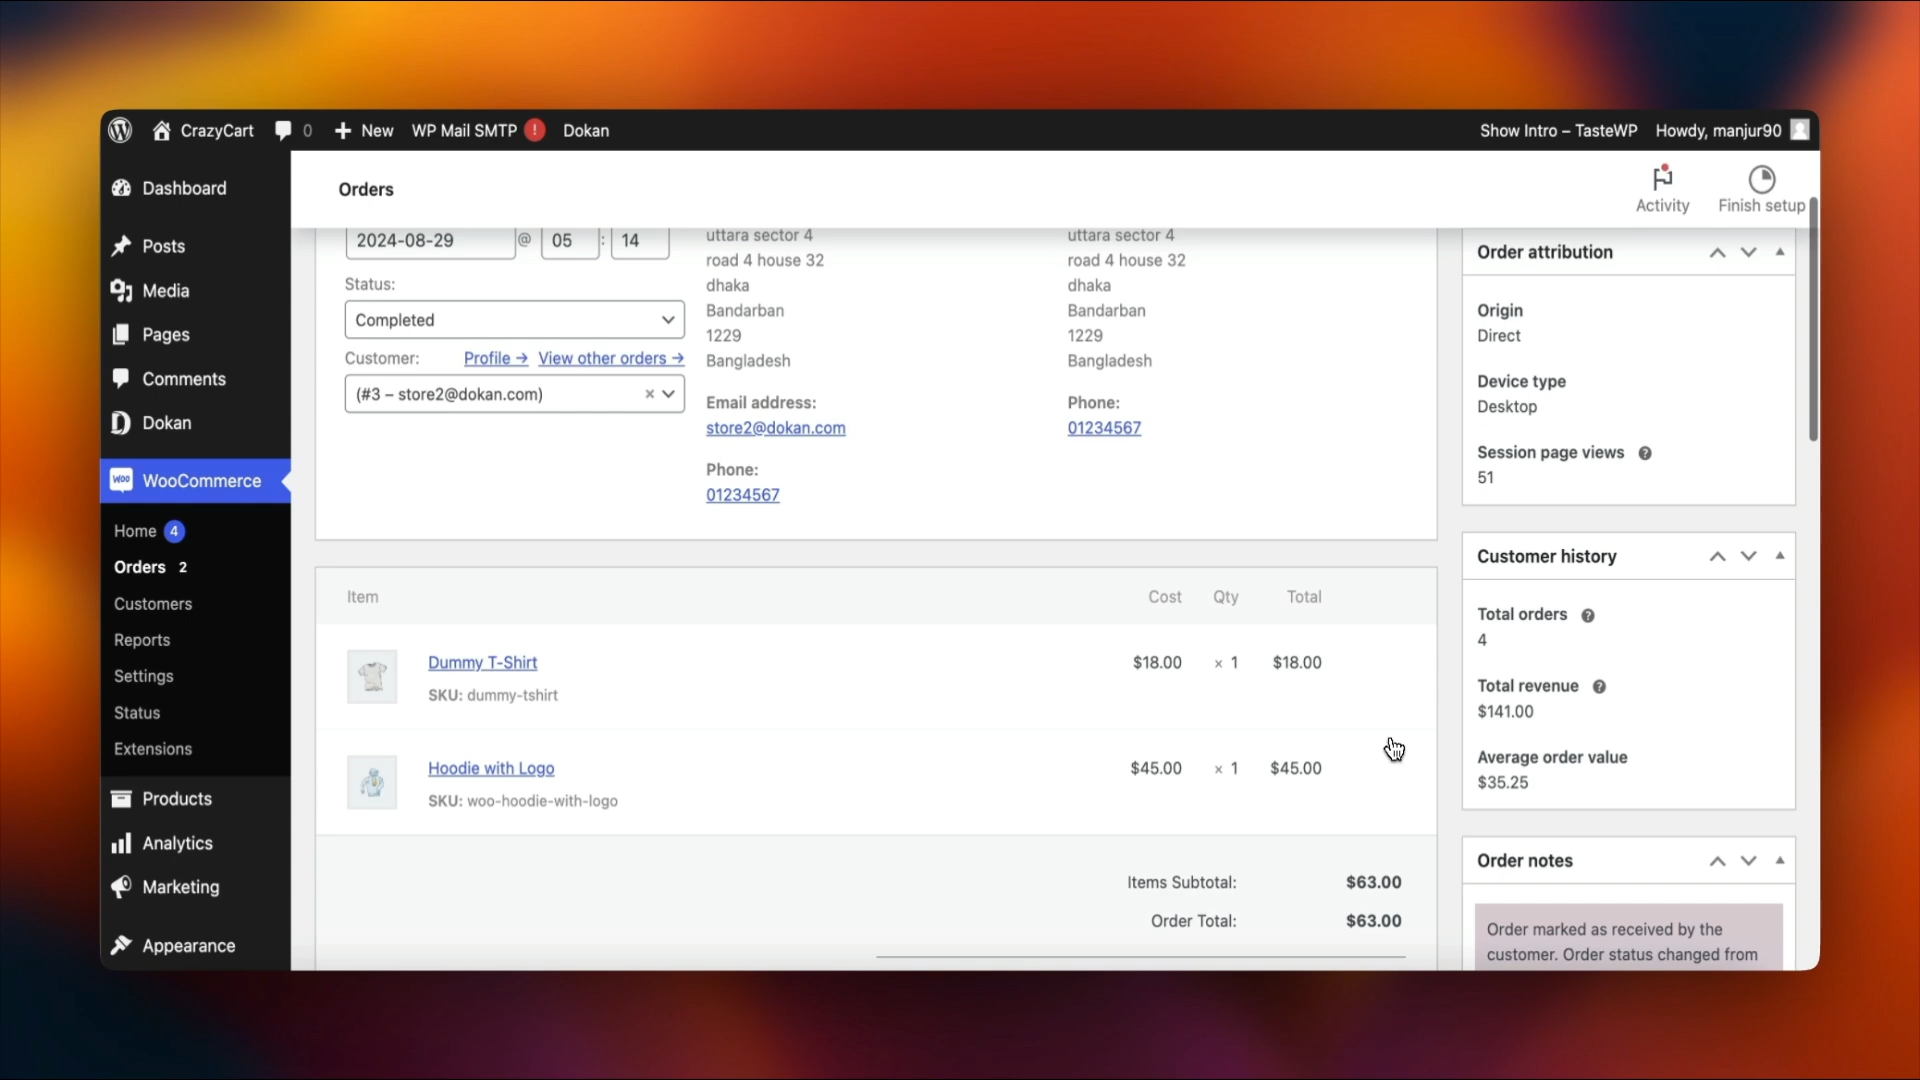 CrazyCart 0 New WP Mail SMTP ! Dokan Show Intro – TasteWP Howdy, manjur90
Dashboard
Posts
Media
Pages
Comments
Dokan
WOO WooCommerce
Home 4
Orders 2
Customers
Reports
Settings
Status
Extensions
Products
Analytics
Marketing
Appearance
Orders
Activity
Finish setup
2024-08-29 @ 05 : 14
Status:
Completed
Customer: Profile → View other orders →
(#3 – store2@dokan.com) ×
uttara sector 4
road 4 house 32
dhaka
Bandarban
1229
Bangladesh
Email address:
store2@dokan.com
Phone:
01234567
uttara sector 4
road 4 house 32
dhaka
Bandarban
1229
Bangladesh
Phone:
01234567
Item Cost Qty Total
Dummy T-Shirt $18.00 × 1 $18.00
SKU: dummy-tshirt
Hoodie with Logo $45.00 × 1 $45.00
SKU: woo-hoodie-with-logo
Items Subtotal: $63.00
Order Total: $63.00
Order attribution
Origin
Direct
Device type
Desktop
Session page views ?
51
Customer history
Total orders ?
4
Total revenue ?
$141.00
Average order value
$35.25
Order notes
Order marked as received by the
customer. Order status changed from